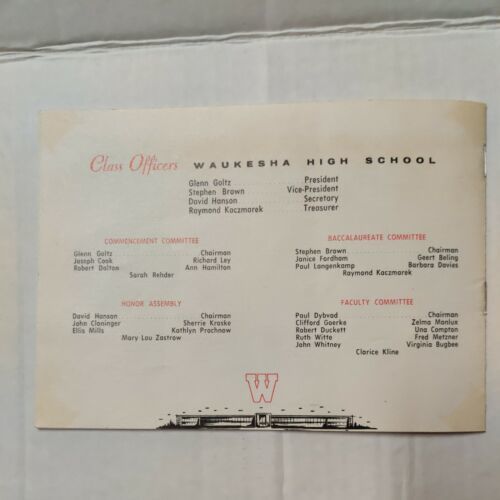 Class Officers WAUKESHA HIGH SCHOOL
Glenn Goltz President
Stephen Brown Vice-President
David Hanson Secretary
Raymond Kaczmarek Treasurer
COMMENCEMENT COMMITTEE
Glenn Goltz Chairman
Joseph Cook Richard Ley
Robert Dalton Ann Hamilton
Sarah Rehder
BACCALAUREATE COMMITTEE
Stephen Brown Chairman
Janice Fordham Geert Beling
Paul Langenkamp Barbara Davies
Raymond Kaczmarek
HONOR ASSEMBLY
David Hanson Chairman
John Cloninger Sherrie Kraske
Ellis Mills Kathlyn Prochnow
Mary Lou Zastrow
FACULTY COMMITTEE
Paul Dybvad Chairman
Clifford Goerke Zelma Monlux
Robert Duckett Una Compton
Ruth Witte Fred Metzner
John Whitney Virginia Bugbee
Clarice Kline
W